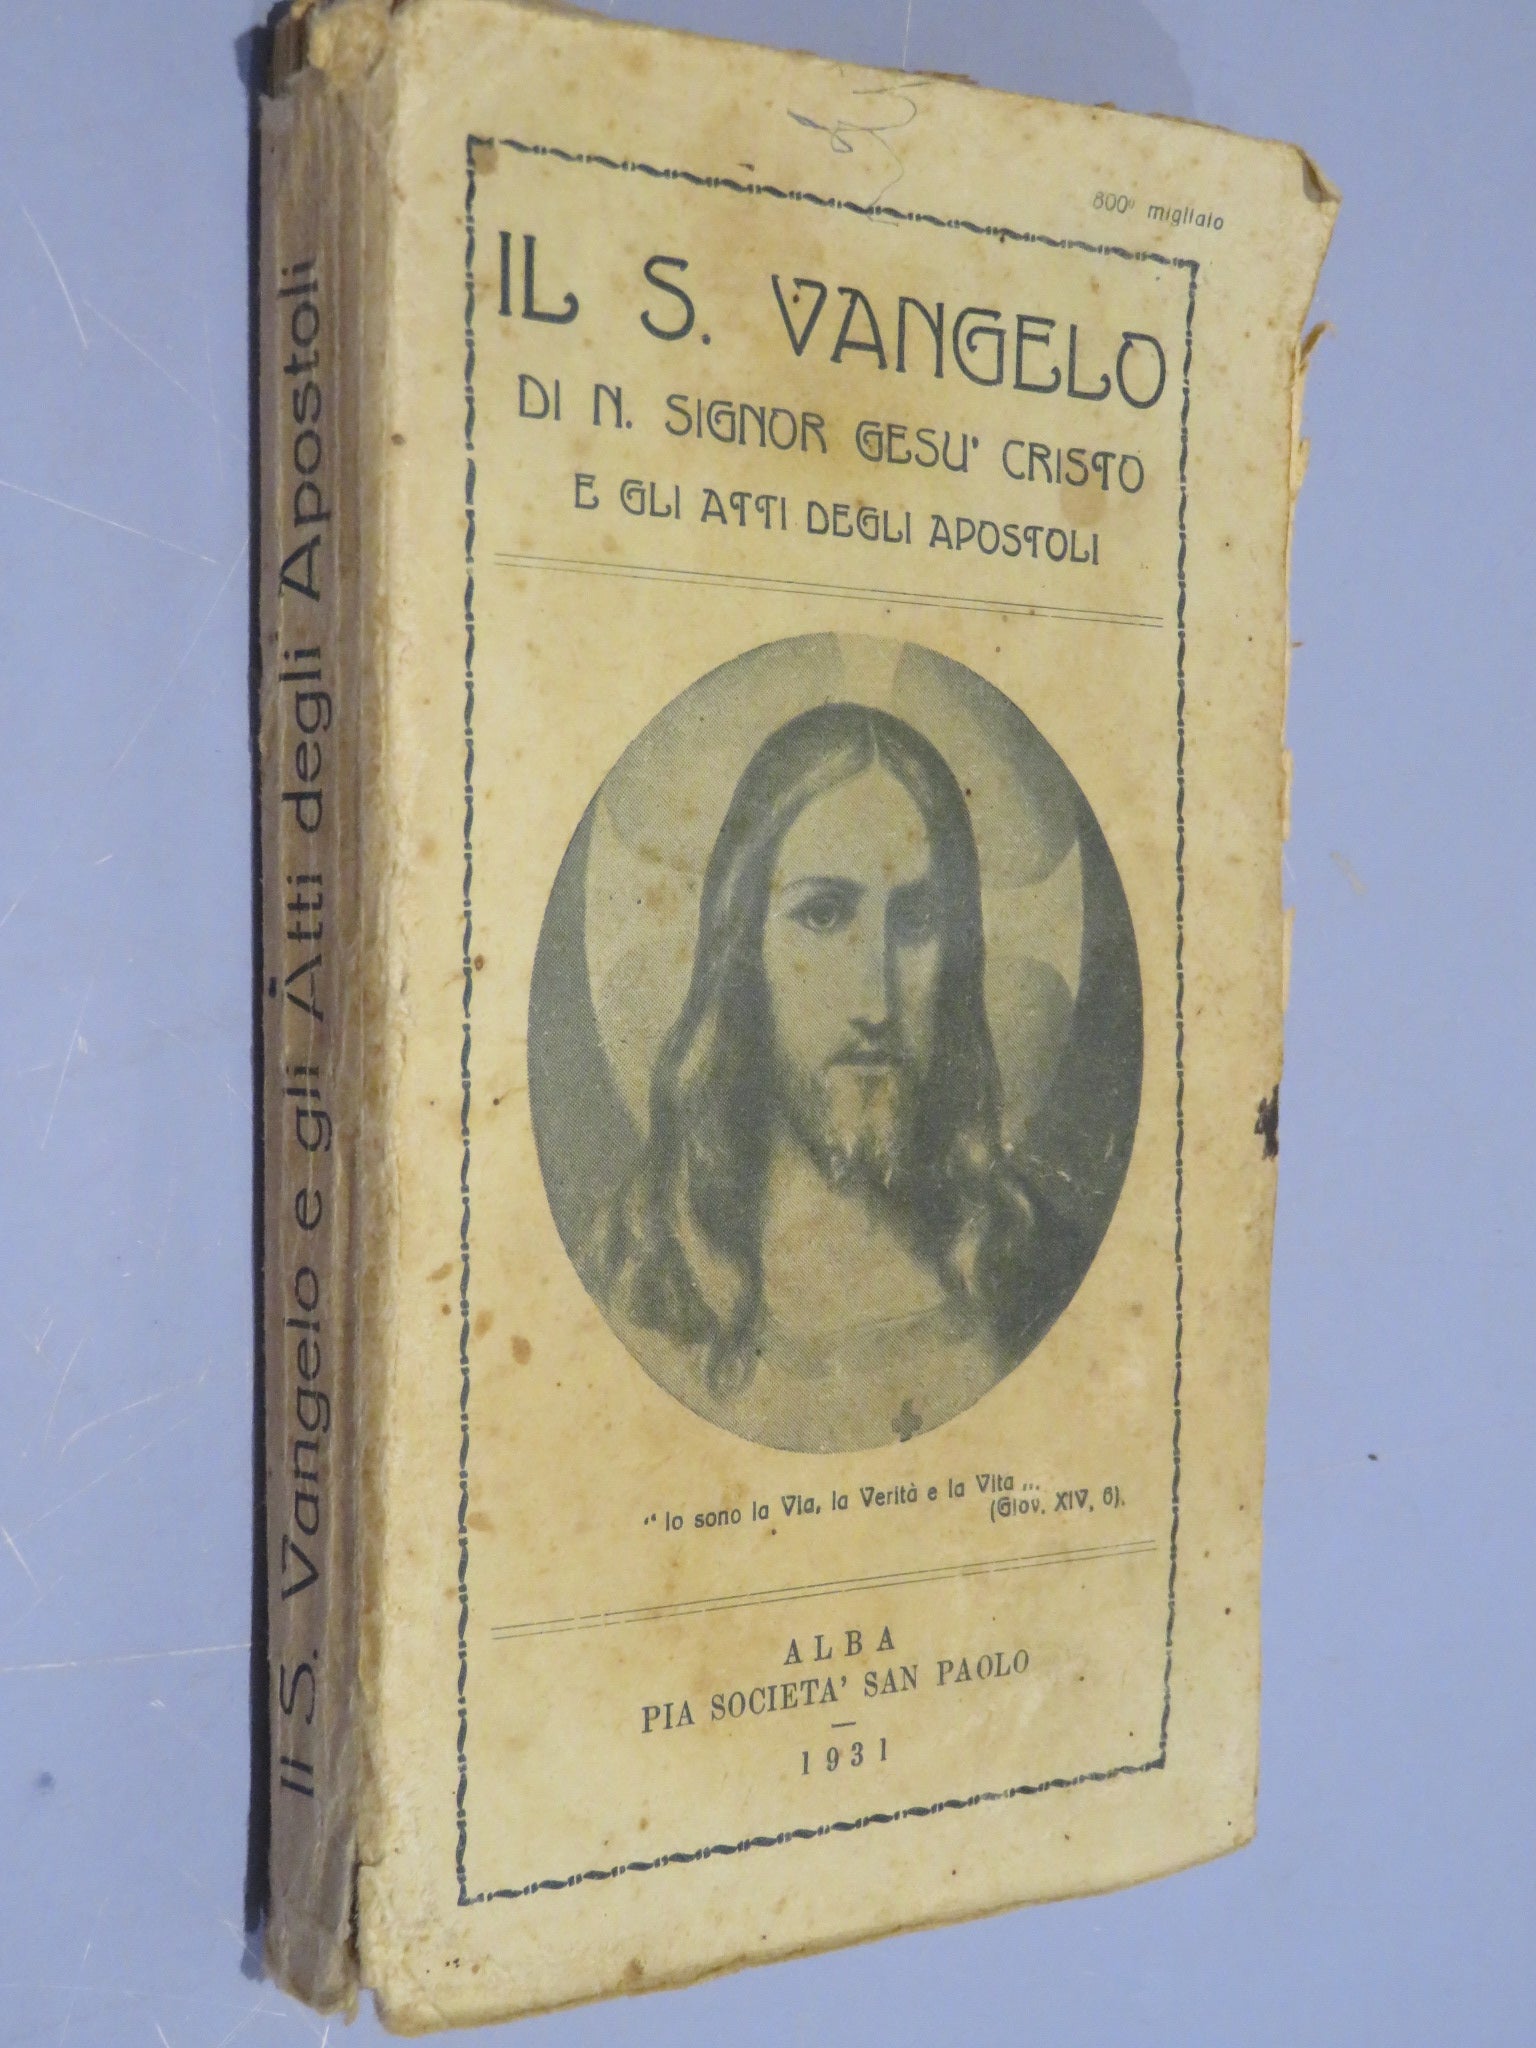 Il S. Vangelo e gli Atti degli Apostoli
800° migliaio
IL S. VANGELO
DI N. SIGNOR GESU' CRISTO
E GLI ATTI DEGLI APOSTOLI
“ Io sono la Via, la Verità e la Vita „.
(Giov. XIV, 6).
ALBA
PIA SOCIETA' SAN PAOLO
—
1931